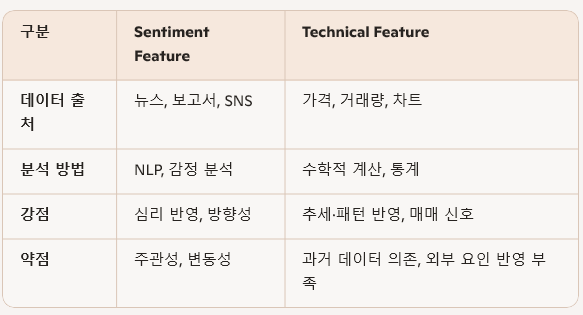 구분 Sentiment Feature Technical Feature
데이터 출처 뉴스, 보고서, SNS 가격, 거래량, 차트
분석 방법 NLP, 감정 분석 수학적 계산, 통계
강점 심리 반영, 방향성 추세·패턴 반영, 매매 신호
약점 주관성, 변동성 과거 데이터 의존, 외부 요인 반영 부족